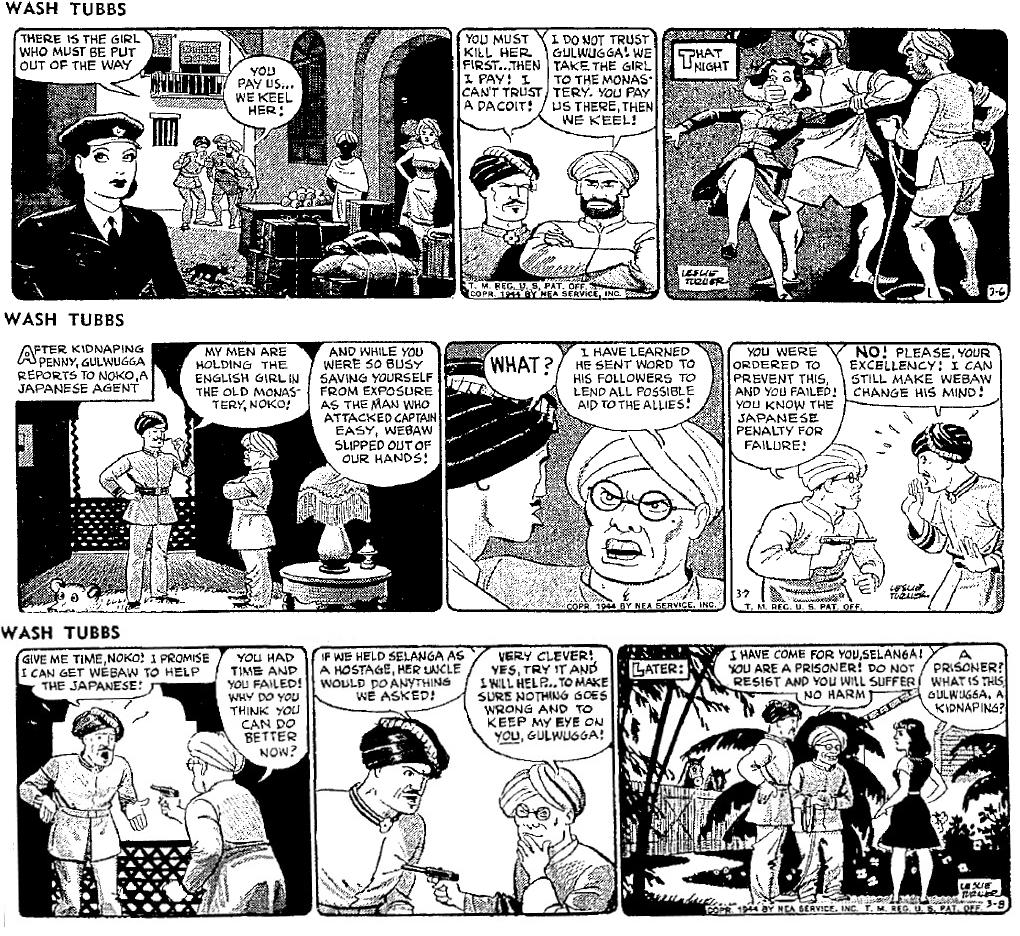 WASH TUBBS
THERE IS THE GIRL
WHO MUST BE PUT
OUT OF THE WAY
YOU
PAY US...
WE KEEL
HER!
YOU MUST
KILL HER
FIRST...THEN
I PAY! I
CAN'T TRUST
A DACOIT!
I DO NOT TRUST
GULWUGGA! WE
TAKE THE GIRL
TO THE MONAS-
TERY. YOU PAY
US THERE, THEN
WE KEEL!
T. M. REG. U. S. PAT. OFF.
COPR. 1944 BY NEA SERVICE, INC.
THAT
NIGHT
LESLIE
TURNER
3-6
WASH TUBBS
AFTER KIDNAPING
PENNY, GULWUGGA
REPORTS TO NOKO, A
JAPANESE AGENT
MY MEN ARE
HOLDING THE
ENGLISH GIRL IN
THE OLD MONAS-
TERY, NOKO!
AND WHILE YOU
WERE SO BUSY
SAVING YOURSELF
FROM EXPOSURE
AS THE MAN WHO
ATTACKED CAPTAIN
EASY, WEBAW
SLIPPED OUT OF
OUR HANDS!
WHAT?
I HAVE LEARNED
HE SENT WORD TO
HIS FOLLOWERS TO
LEND ALL POSSIBLE
AID TO THE ALLIES!
COPR. 1944 BY NEA SERVICE, INC.
YOU WERE
ORDERED TO
PREVENT THIS,
AND YOU FAILED!
YOU KNOW THE
JAPANESE
PENALTY FOR
FAILURE!
NO! PLEASE, YOUR
EXCELLENCY! I CAN
STILL MAKE WEBAW
CHANGE HIS MIND!
3-7
T. M. REG. U. S. PAT. OFF.
LESLIE
TURNER
WASH TUBBS
GIVE ME TIME, NOKO! I PROMISE
I CAN GET WEBAW TO HELP
THE JAPANESE!
YOU HAD
TIME AND
YOU FAILED!
WHY DO YOU
THINK YOU
CAN DO
BETTER
NOW?
IF WE HELD SELANGA AS
A HOSTAGE, HER UNCLE
WOULD DO ANYTHING
WE ASKED!
VERY CLEVER!
YES, TRY IT AND
I WILL HELP... TO MAKE
SURE NOTHING GOES
WRONG AND TO
KEEP MY EYE ON
YOU, GULWUGGA!
LATER:
I HAVE COME FOR YOU, SELANGA!
YOU ARE A PRISONER! DO NOT
RESIST AND YOU WILL SUFFER
NO HARM
A
PRISONER?
WHAT IS THIS,
GULWUGGA, A
KIDNAPING?
LESLIE
TURNER
COPR. 1944 BY NEA SERVICE, INC. T. M. REG. U. S. PAT. OFF.
3-8